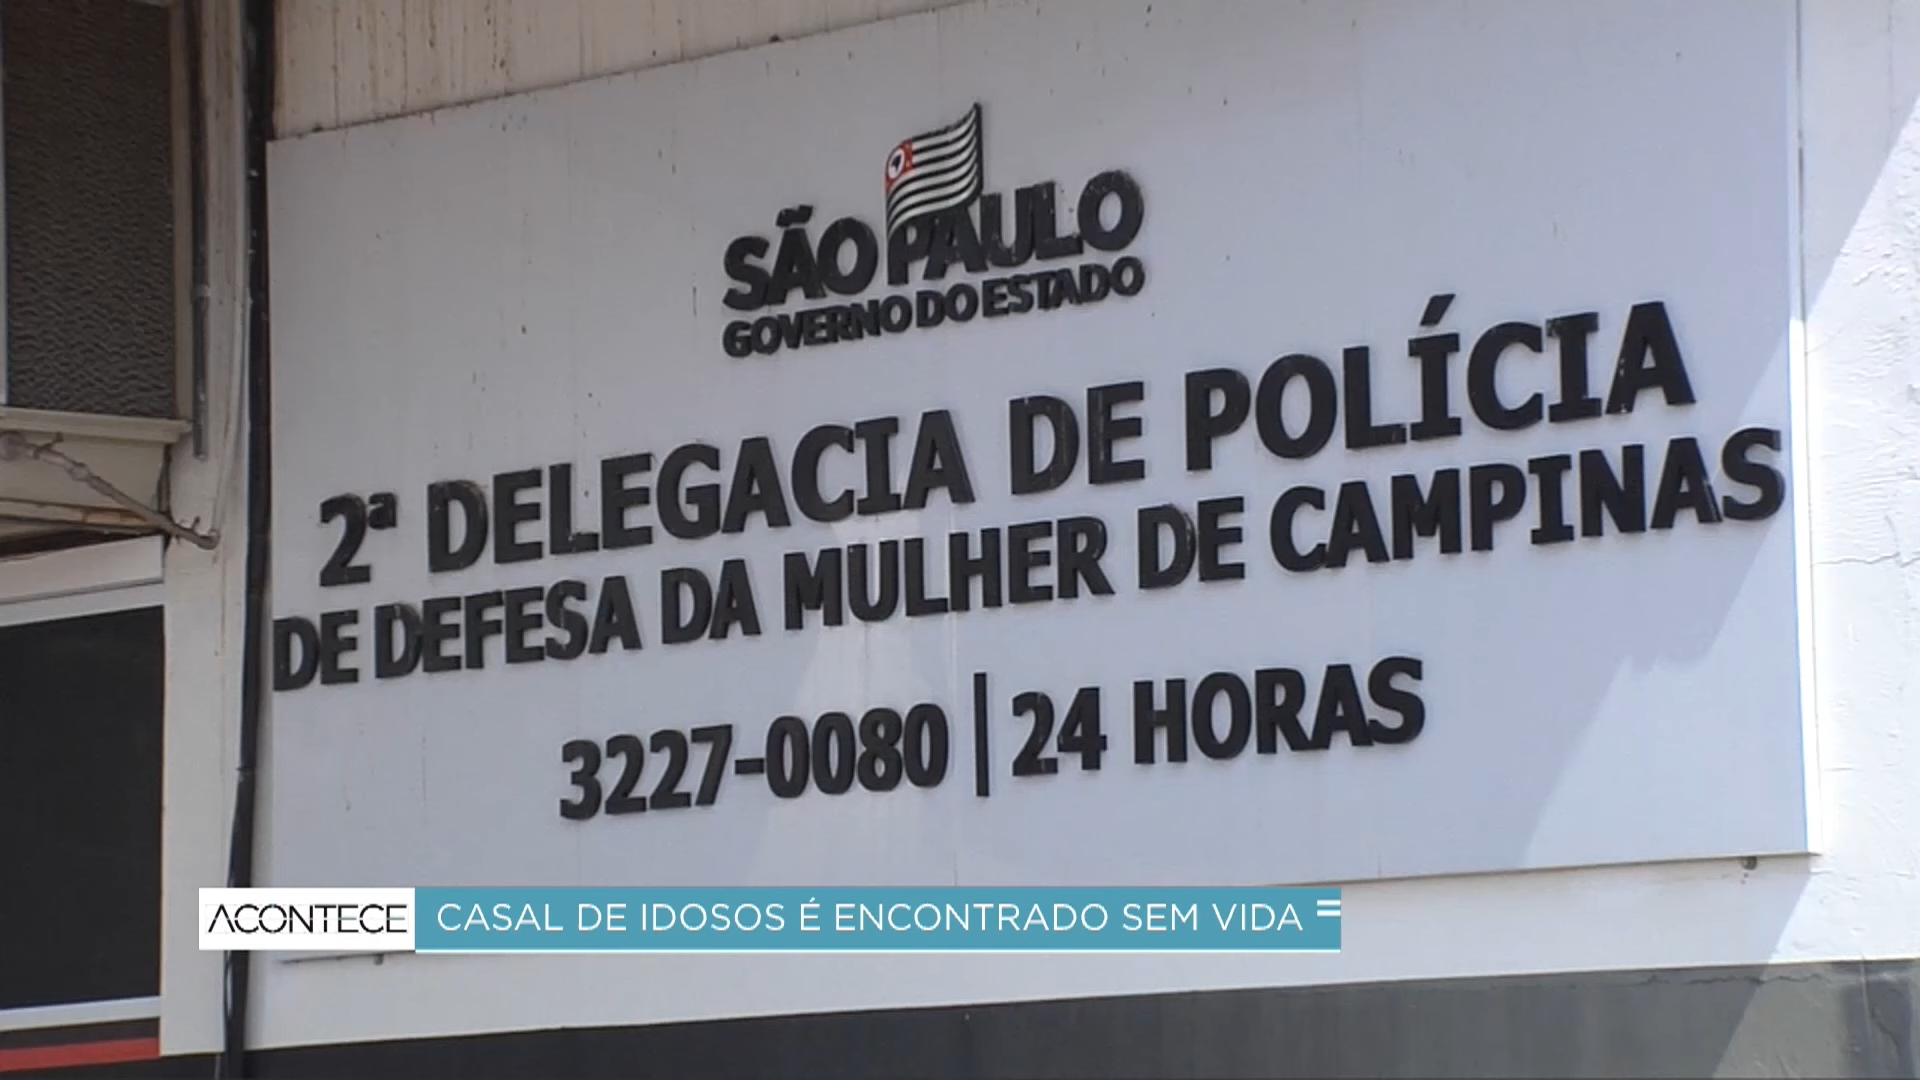 SÃO PAULO
GOVERNO DO ESTADO
2ª DELEGACIA DE POLÍCIA
DE DEFESA DA MULHER DE CAMPINAS
3227-0080 | 24 HORAS
ACONTECE CASAL DE IDOSOS É ENCONTRADO SEM VIDA